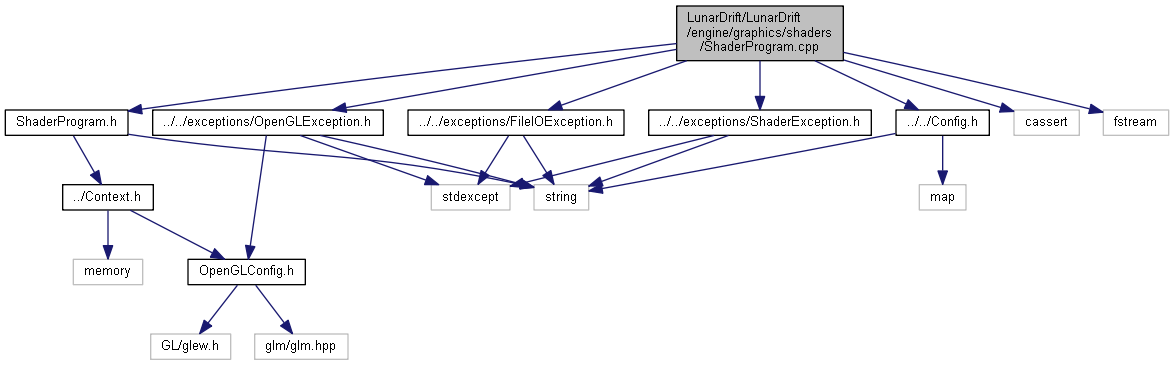 LunarDrift/LunarDrift
/engine/graphics/shaders
/ShaderProgram.cpp
ShaderProgram.h
../../exceptions/OpenGLException.h
../../exceptions/FileIOException.h
../../exceptions/ShaderException.h
../../Config.h
cassert
fstream
../Context.h
stdexcept
string
map
memory
OpenGLConfig.h
GL/glew.h
glm/glm.hpp